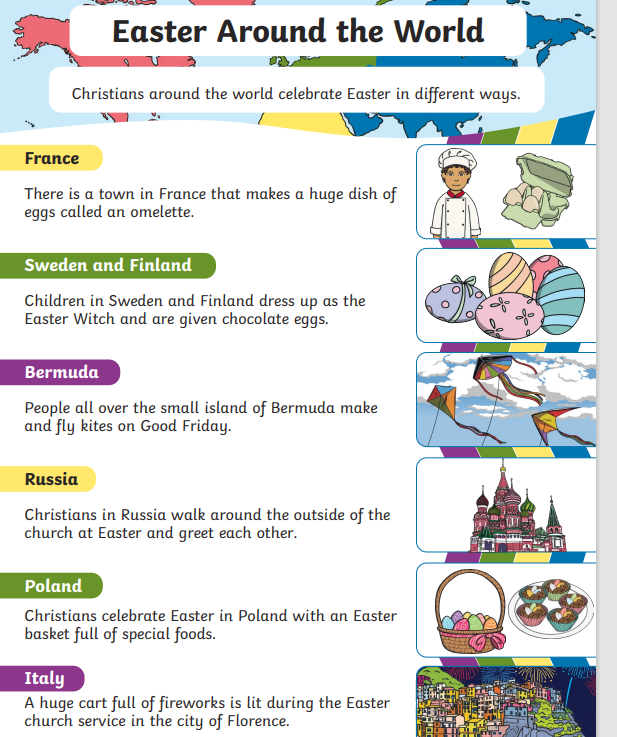 Easter Around the World
Christians around the world celebrate Easter in different ways.
France
There is a town in France that makes a huge dish of
eggs called an omelette.
Sweden and Finland
Children in Sweden and Finland dress up as the
Easter Witch and are given chocolate eggs.
Bermuda
People all over the small island of Bermuda make
and fly kites on Good Friday.
Russia
Christians in Russia walk around the outside of the
church at Easter and greet each other.
Poland
Christians celebrate Easter in Poland with an Easter
basket full of special foods.
Italy
A huge cart full of fireworks is lit during the Easter
church service in the city of Florence.